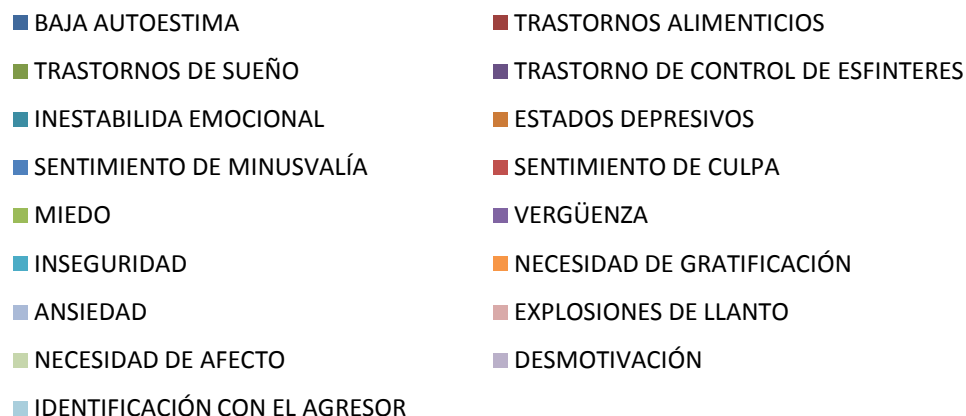 BAJA AUTOESTIMA
TRASTORNOS ALIMENTICIOS
TRASTORNOS DE SUEÑO
TRASTORNO DE CONTROL DE ESFINTERES
INESTABILIDA EMOCIONAL
ESTADOS DEPRESIVOS
SENTIMIENTO DE MINUSVALÍA
SENTIMIENTO DE CULPA
MIEDO
VERGÜENZA
INSEGURIDAD
NECESIDAD DE GRATIFICACIÓN
ANSIEDAD
EXPLOSIONES DE LLANTO
NECESIDAD DE AFECTO
DESMOTIVACIÓN
IDENTIFICACIÓN CON EL AGRESOR